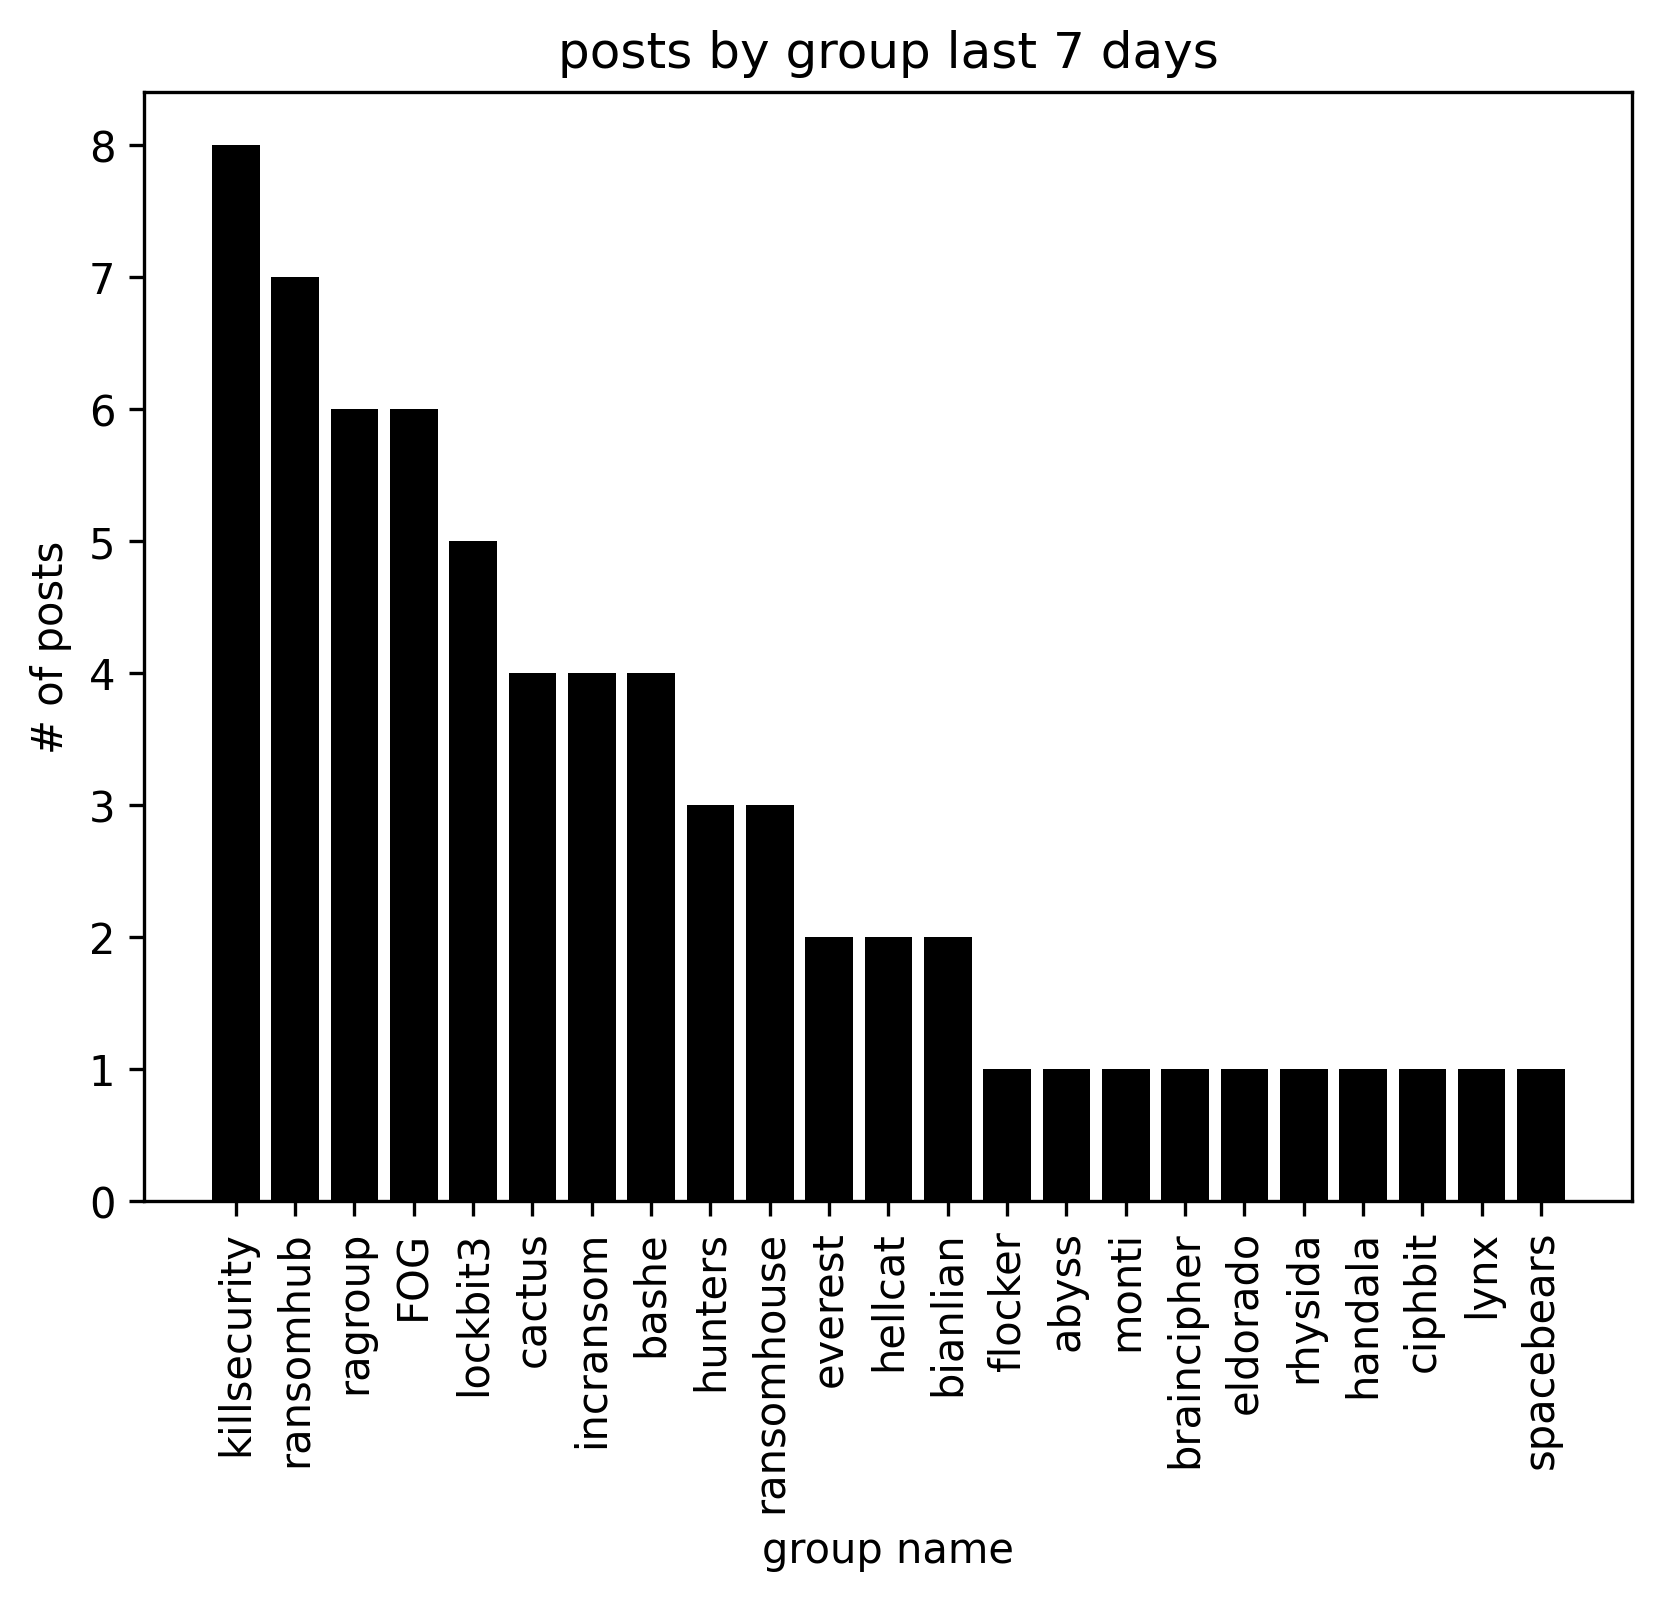 posts by group last 7 days
# of posts
8
7
6
5
4
3
2
1
0
killsecurity
ransomhub
ragroup
FOG
lockbit3
cactus
incransom
bashe
hunters
ransomhouse
everest
hellcat
bianlian
flocker
abyss
monti
braincipher
eldorado
rhysida
handala
ciphbit
lynx
spacebears
group name